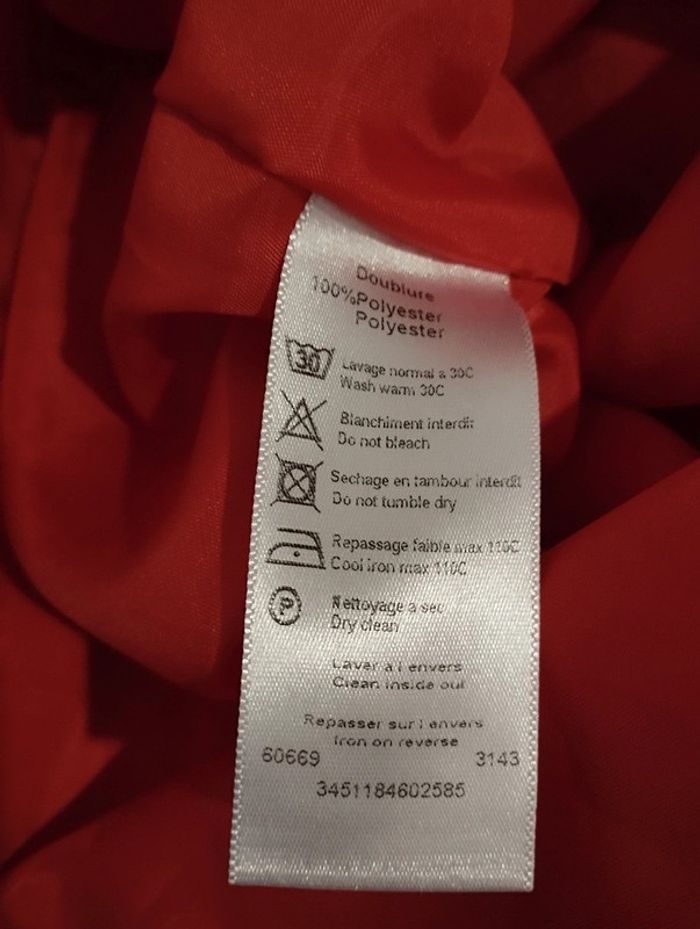 Doublure
100%Polyester
Polyester
30
Lavage normal a 30C
Wash warm 30C
Blanchiment interdit
Do not bleach
Sechage en tambour interdit
Do not tumble dry
Repassage faible max 110C
Cool iron max 110C
P
Nettoyage a sec
Dry clean
Laver a l envers
Clean inside out
Repasser sur l envers
Iron on reverse
60669 3143
3451184602585